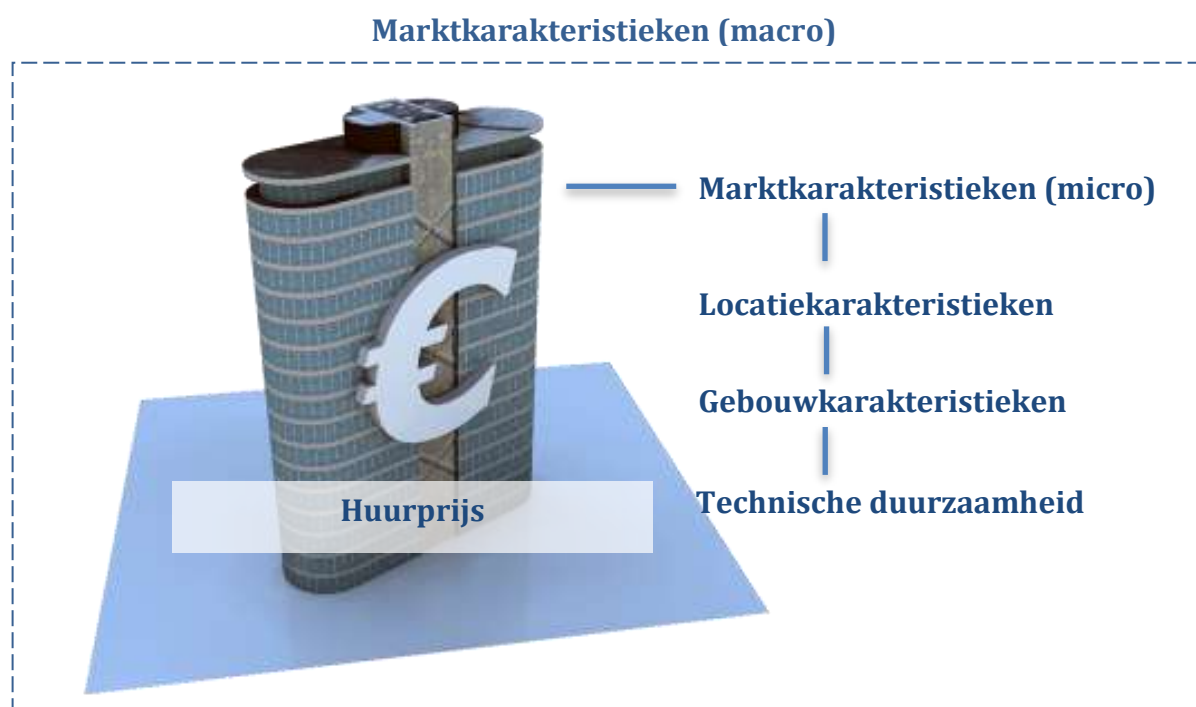 Marktkarakteristieken (macro)
Marktkarakteristieken (micro)
Locatiekarakteristieken
Gebouwkarakteristieken
Technische duurzaamheid
Huurprijs
€